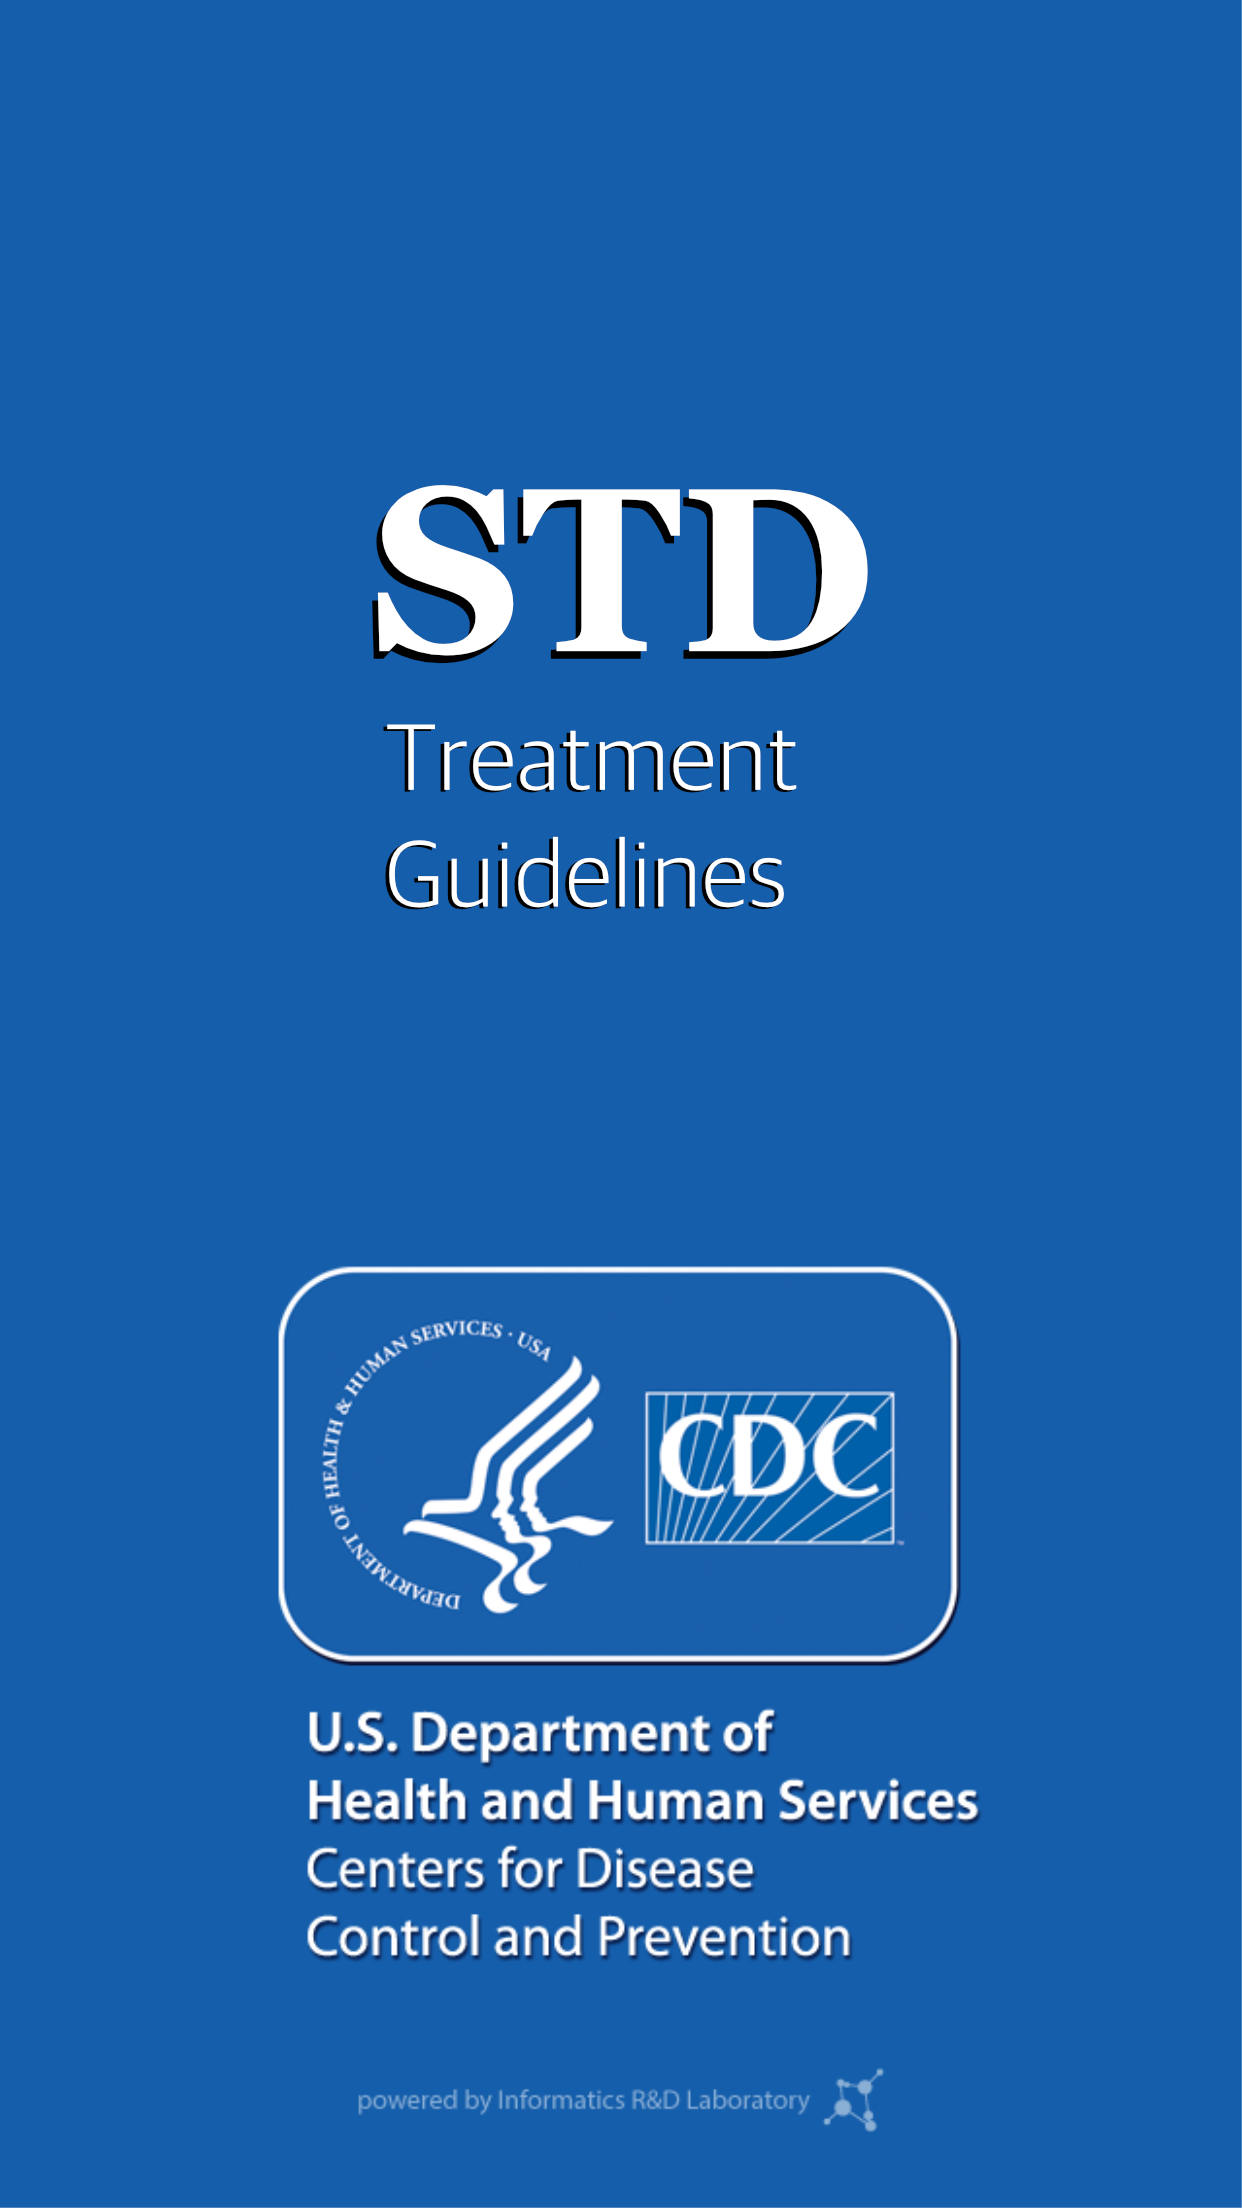 STD
Treatment
Guidelines
DEPARTMENT OF HEALTH & HUMAN SERVICES · USA
CDC
U.S. Department of
Health and Human Services
Centers for Disease
Control and Prevention
powered by Informatics R&D Laboratory